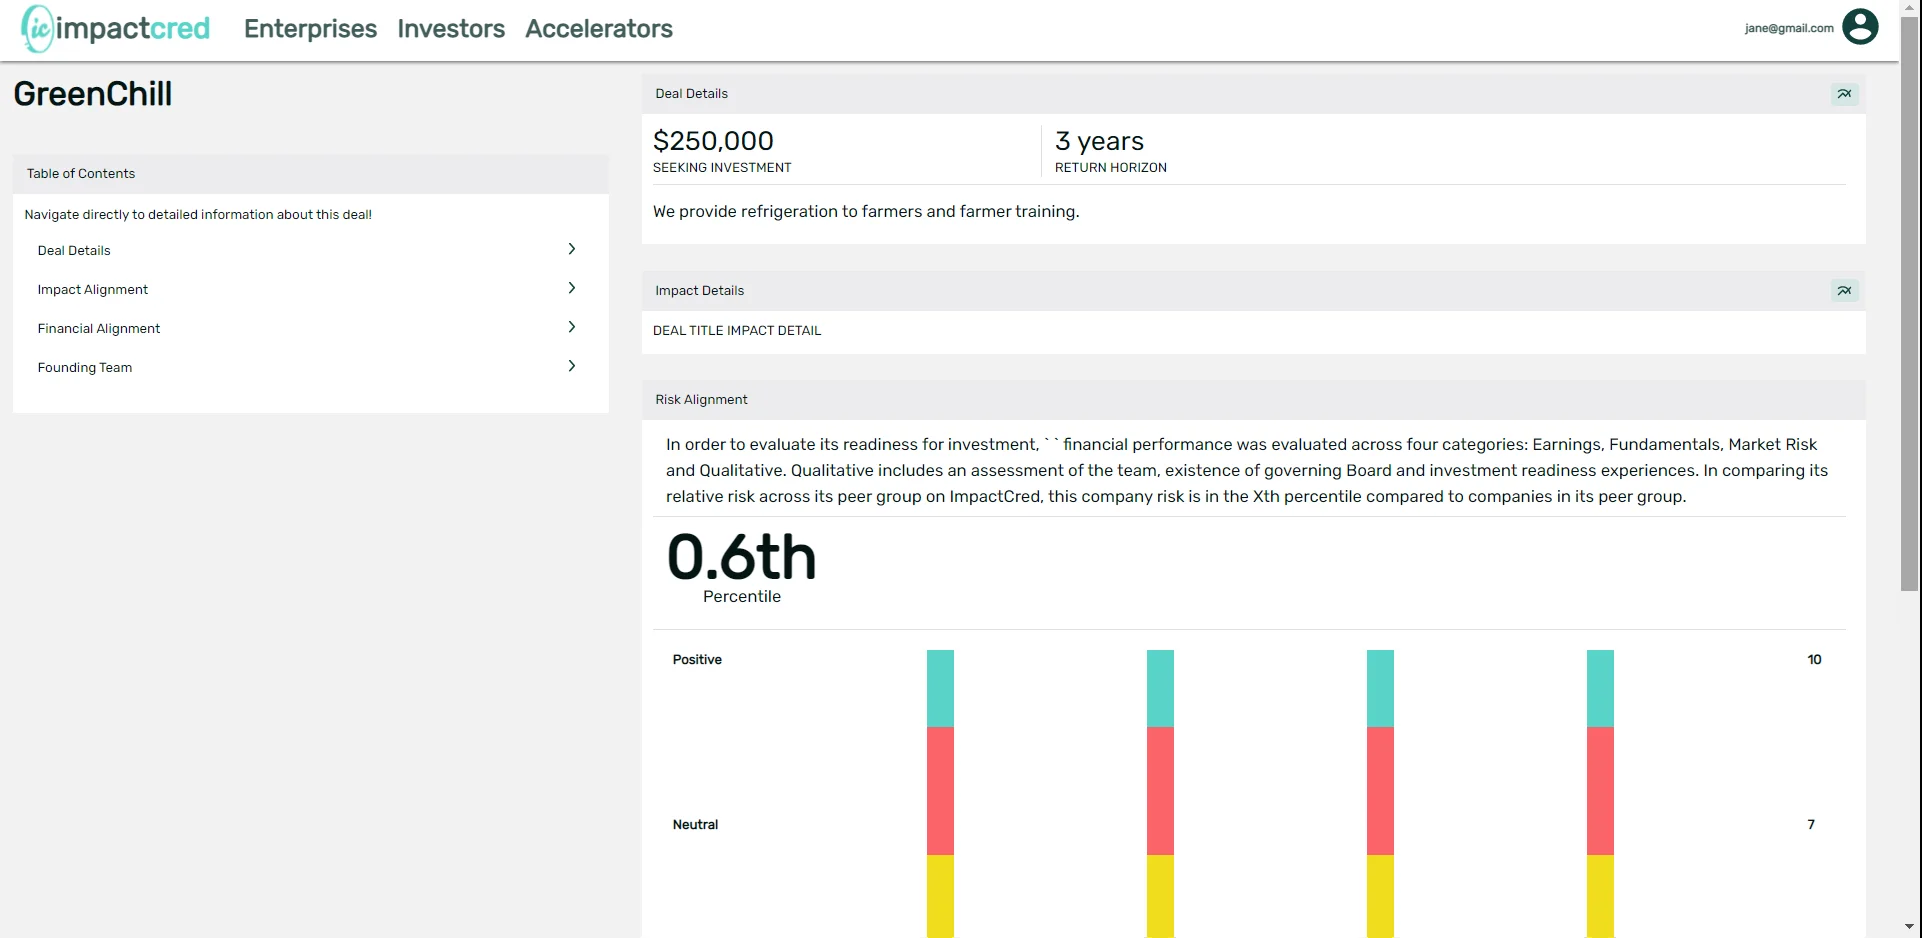 ic impactcred Enterprises Investors Accelerators jane@gmail.com
GreenChill
Table of Contents
Navigate directly to detailed information about this deal!
Deal Details
Impact Alignment
Financial Alignment
Founding Team
Deal Details
$250,000
SEEKING INVESTMENT
3 years
RETURN HORIZON
We provide refrigeration to farmers and farmer training.
Impact Details
DEAL TITLE IMPACT DETAIL
Risk Alignment
In order to evaluate its readiness for investment, ` ` financial performance was evaluated across four categories: Earnings, Fundamentals, Market Risk
and Qualitative. Qualitative includes an assessment of the team, existence of governing Board and investment readiness experiences. In comparing its
relative risk across its peer group on ImpactCred, this company risk is in the Xth percentile compared to companies in its peer group.
0.6th
Percentile
Positive 10
Neutral 7